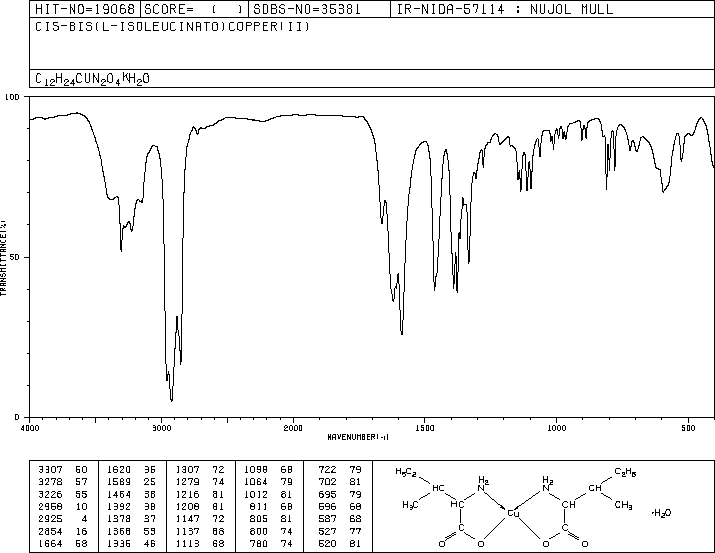 HIT-NO=19068 SCORE= ( ) SDBS-NO=35381 IR-NIDA-57114 : NUJOL MULL
CIS-BIS(L-ISOLEUCINATO)COPPER(II)
C12H24CUN2O4KH2O
100
50
0
TRANSMITTANCE(%)
4000 3000 2000 1500 1000 500
WAVENUMBER(-1)
3307 60 1620 36 1307 72 1098 68 722 79
3278 57 1589 25 1279 74 1064 79 702 81
3226 55 1464 38 1216 81 1012 81 695 79
2968 10 1392 38 1208 81 811 68 596 68
2925 4 1378 37 1147 72 805 81 587 68
2854 16 1368 55 1137 68 800 74 527 77
1664 58 1335 46 1113 68 780 74 520 81
H5C2 H2 H2 C2H5
HC N N
H3C HC Cu CH3
C O O C
O O
·H2O